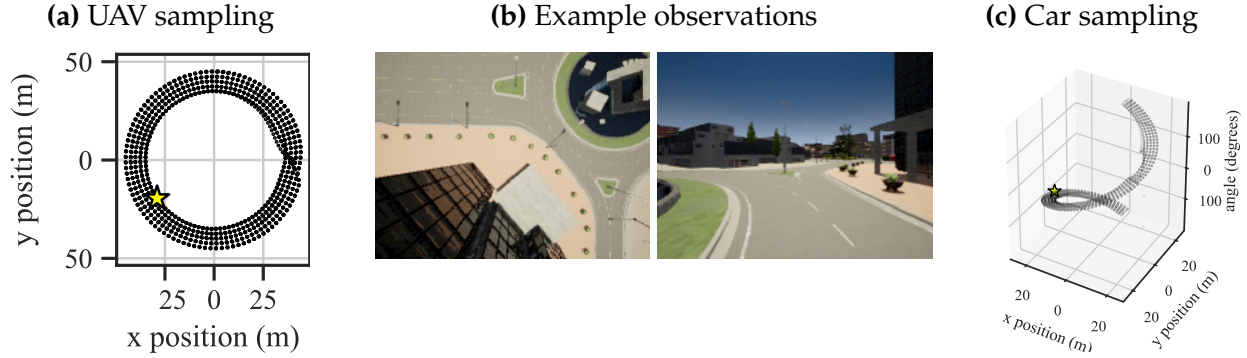 (a) UAV sampling
50
0
50
y position (m)
25 0 25
x position (m)
(b) Example observations
(c) Car sampling
100
0
100
angle (degrees)
20
0
20
x position (m)
20
0
20
y position (m)